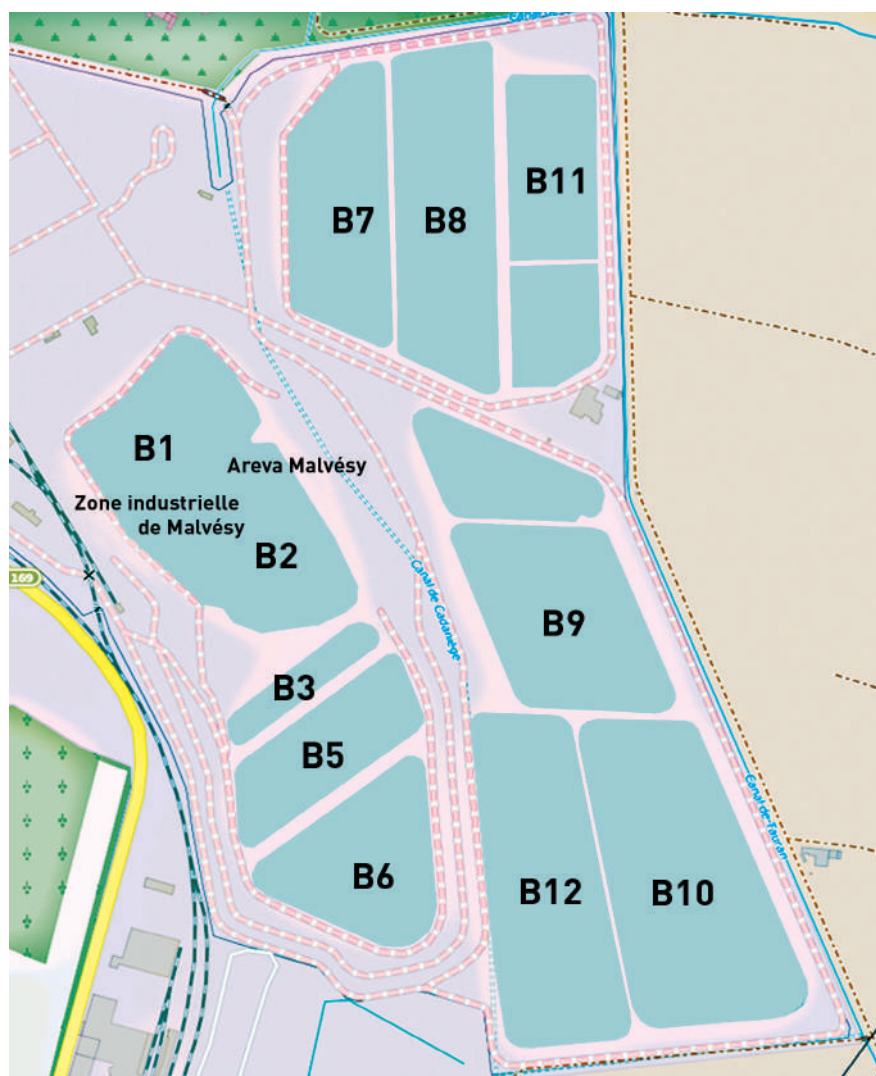 B11
B7
B8
B1
Areva Malvésy
Zone industrielle
de Malvésy
B2
169
Canal de Cadariège
B9
B3
B5
Canal-de-Tauran
B6
B12
B10